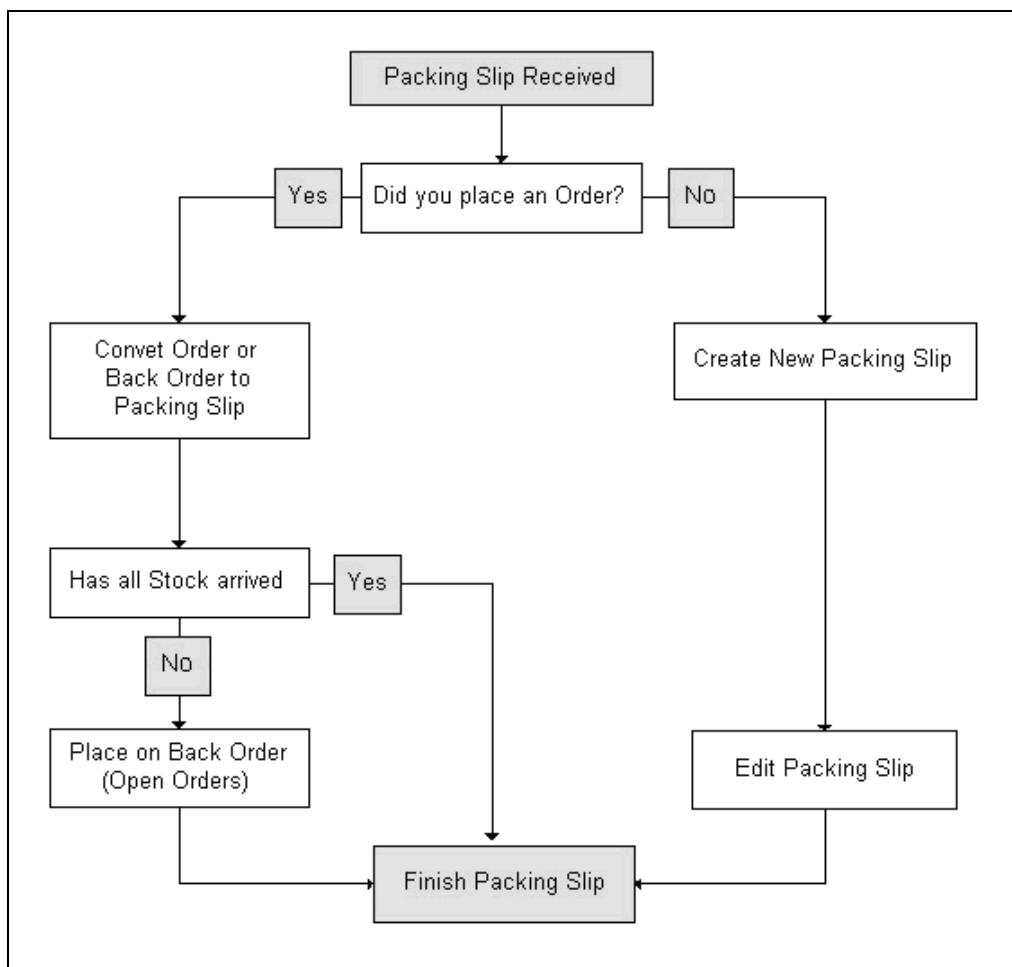 Packing Slip Received
Yes
Did you place an Order?
No
Convet Order or
Back Order to
Packing Slip
Create New Packing Slip
Has all Stock arrived
Yes
No
Place on Back Order
(Open Orders)
Edit Packing Slip
Finish Packing Slip